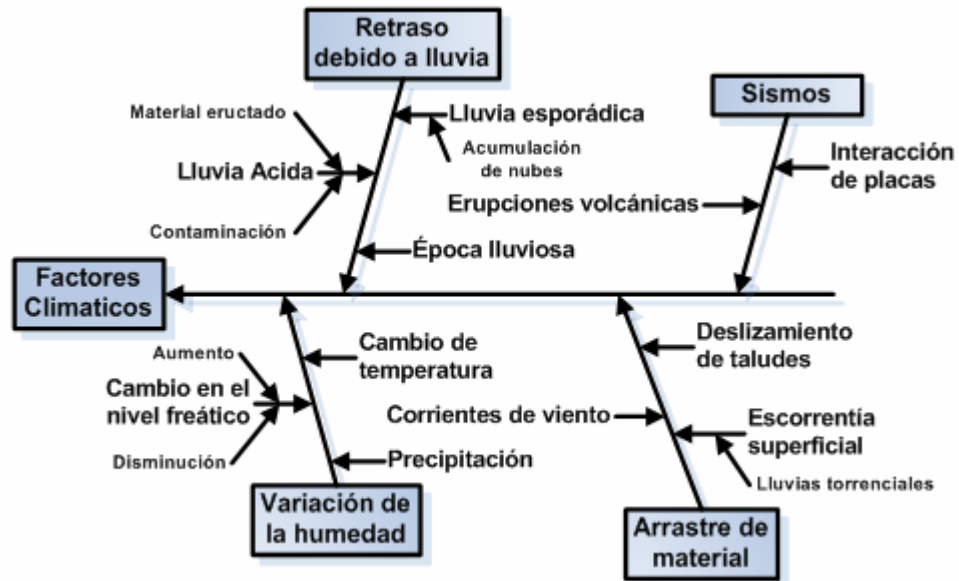 Retraso
debido a lluvia
Sismos
Material eructado
Lluvia esporádica
Acumulación
de nubes
Lluvia Acida
Interacción
de placas
Erupciones volcánicas
Contaminación
Época lluviosa
Factores
Climaticos
Aumento
Cambio de
temperatura
Deslizamiento
de taludes
Cambio en el
nivel freático
Corrientes de viento
Escorrentía
superficial
Disminución
Precipitación
Lluvias torrenciales
Variación de
la humedad
Arrastre de
material